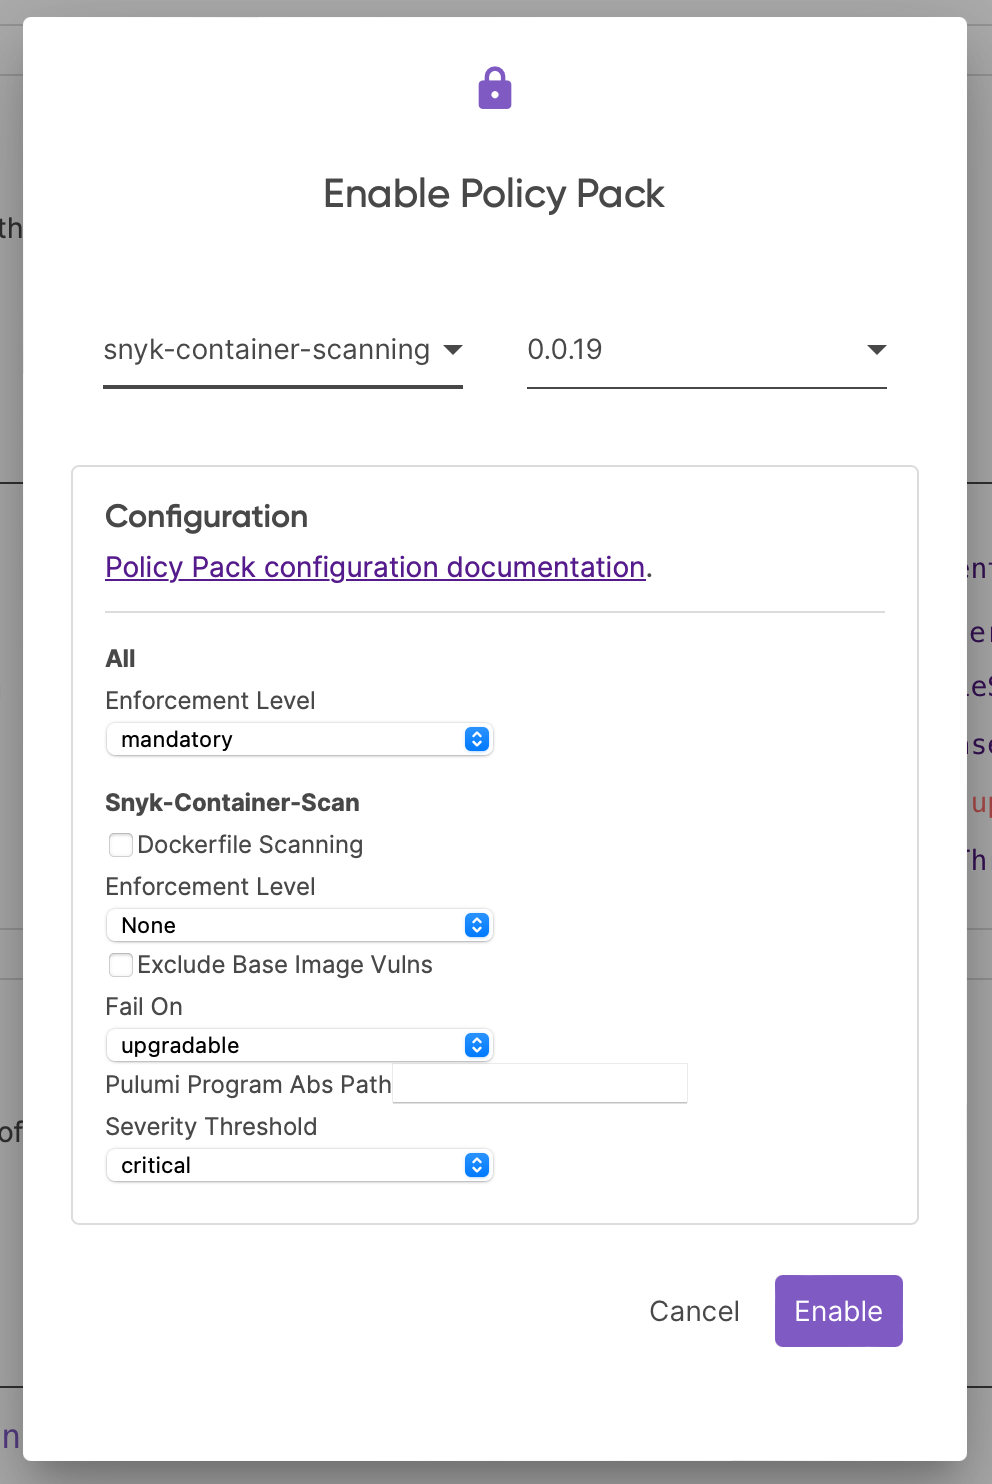 Enable Policy Pack
snyk-container-scanning
0.0.19
Configuration
Policy Pack configuration documentation.
All
Enforcement Level
mandatory
Snyk-Container-Scan
Dockerfile Scanning
Enforcement Level
None
Exclude Base Image Vulns
Fail On
upgradable
Pulumi Program Abs Path
Severity Threshold
critical
Cancel
Enable